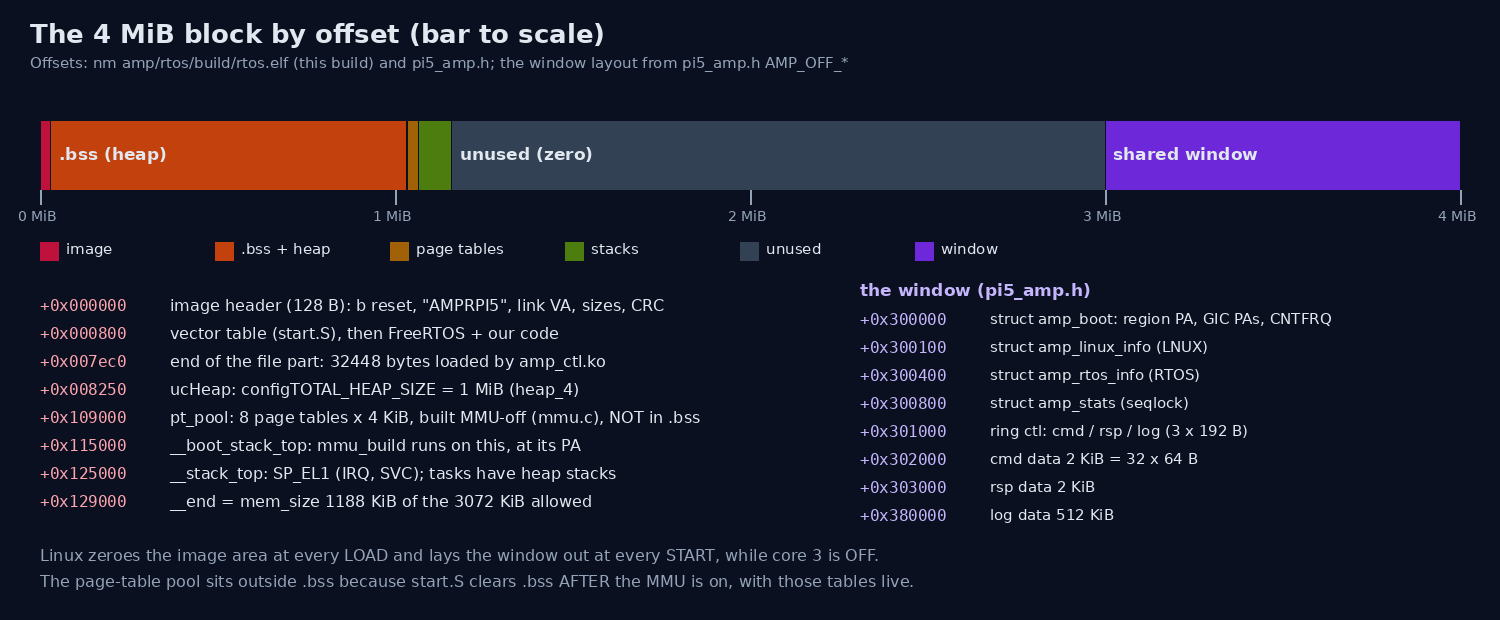 The 4 MiB block by offset (bar to scale)
Offsets: nm amp/rtos/build/rtos.elf (this build) and pi5_amp.h; the window layout from pi5_amp.h AMP_OFF_*
.bss (heap)
unused (zero)
shared window
0 MiB
1 MiB
2 MiB
3 MiB
4 MiB
image
.bss + heap
page tables
stacks
unused
window
+0x000000 image header (128 B): b reset, "AMPRPI5", link VA, sizes, CRC
+0x000800 vector table (start.S), then FreeRTOS + our code
+0x007ec0 end of the file part: 32448 bytes loaded by amp_ctl.ko
+0x008250 ucHeap: configTOTAL_HEAP_SIZE = 1 MiB (heap_4)
+0x109000 pt_pool: 8 page tables x 4 KiB, built MMU-off (mmu.c), NOT in .bss
+0x115000 __boot_stack_top: mmu_build runs on this, at its PA
+0x125000 __stack_top: SP_EL1 (IRQ, SVC); tasks have heap stacks
+0x129000 __end = mem_size 1188 KiB of the 3072 KiB allowed
the window (pi5_amp.h)
+0x300000 struct amp_boot: region PA, GIC PAs, CNTFRQ
+0x300100 struct amp_linux_info (LNUX)
+0x300400 struct amp_rtos_info (RTOS)
+0x300800 struct amp_stats (seqlock)
+0x301000 ring ctl: cmd / rsp / log (3 x 192 B)
+0x302000 cmd data 2 KiB = 32 x 64 B
+0x303000 rsp data 2 KiB
+0x380000 log data 512 KiB
Linux zeroes the image area at every LOAD and lays the window out at every START, while core 3 is OFF.
The page-table pool sits outside .bss because start.S clears .bss AFTER the MMU is on, with those tables live.